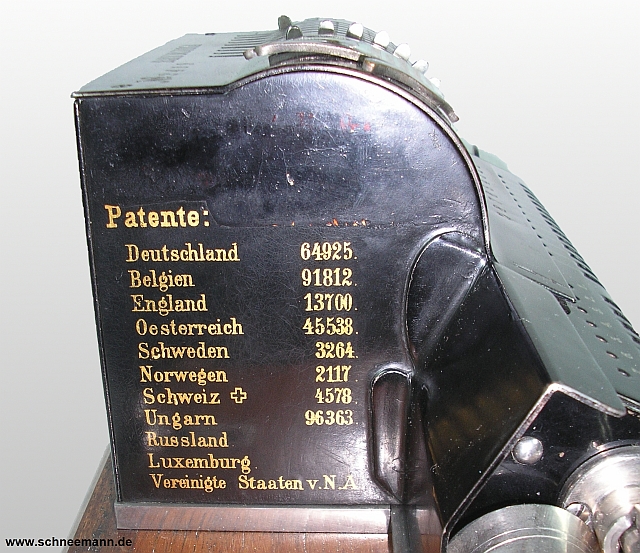 Patente:
Deutschland 64925.
Belgien 91812.
England 13700.
Oesterreich 45538.
Schweden 3264.
Norwegen 2117
Schweiz 4578
Ungarn 96363.
Russland
Luxemburg
Vereinigte Staaten v.N.A.
www.schneemann.de